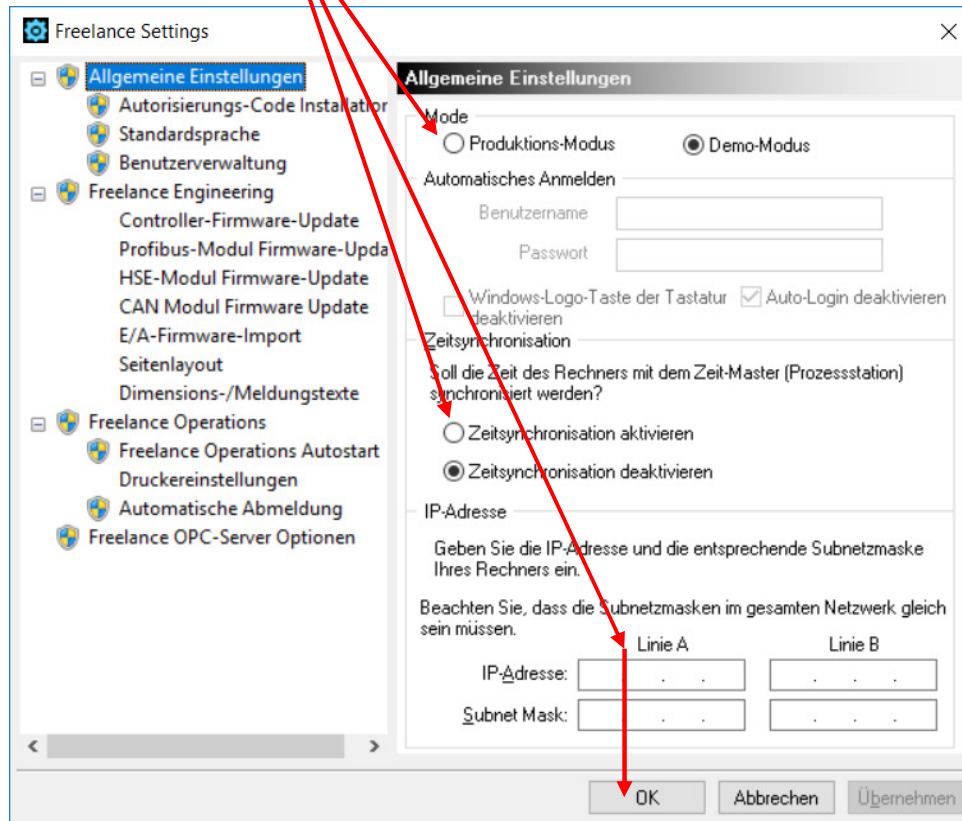 Freelance Settings
Allgemeine Einstellungen
Autorisierungs-Code Installation
Standardsprache
Benutzerverwaltung
Freelance Engineering
Controller-Firmware-Update
Profibus-Modul Firmware-Upda
HSE-Modul Firmware-Update
CAN Modul Firmware Update
E/A-Firmware-Import
Seitenlayout
Dimensions-/Meldungstexte
Freelance Operations
Freelance Operations Autostart
Druckereinstellungen
Automatische Abmeldung
Freelance OPC-Server Optionen
Allgemeine Einstellungen
Mode
Produktions-Modus Demo-Modus
Automatisches Anmelden
Benutzername
Passwort
Windows-Logo-Taste der Tastatur deaktivieren
Auto-Login deaktivieren
Zeitsynchronisation
Soll die Zeit des Rechners mit dem Zeit-Master (Prozessstation)
synchronisiert werden?
Zeitsynchronisation aktivieren
Zeitsynchronisation deaktivieren
IP-Adresse
Geben Sie die IP-Adresse und die entsprechende Subnetzmaske
Ihres Rechners ein.
Beachten Sie, dass die Subnetzmasken im gesamten Netzwerk gleich
sein müssen.
Linie A Linie B
IP-Adresse:
Subnet Mask:
OK Abbrechen Übernehmen